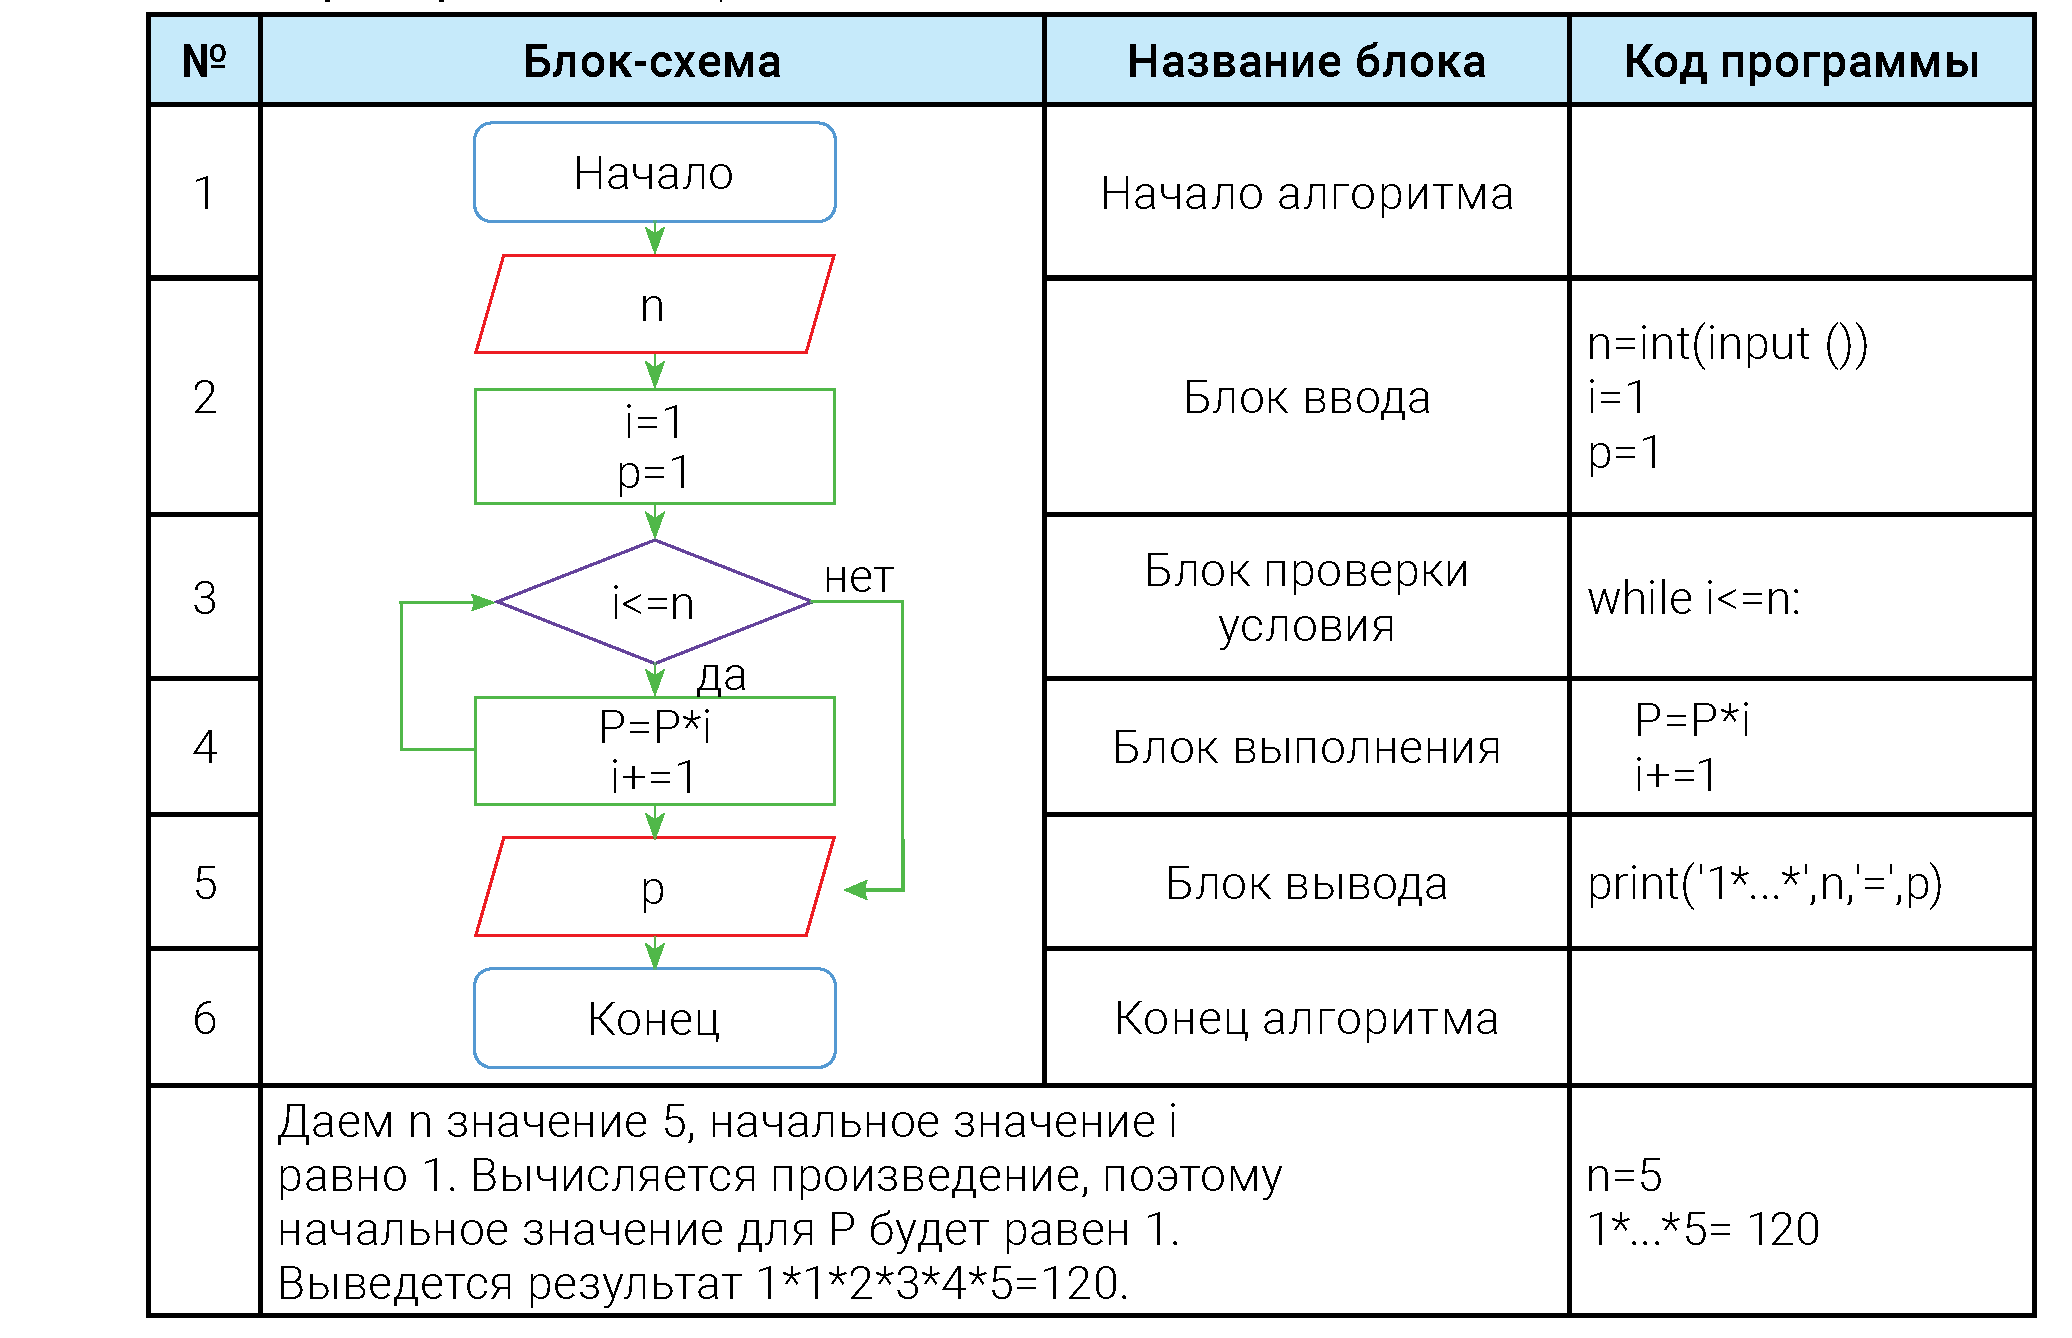 № Блок-схема Название блока Код программы
1 Начало Начало алгоритма
n
2 Блок ввода n=int(input ())
i=1
p=1
i=1
p=1
3 i<=n нет Блок проверки
условия while i<=n:
да
4 P=P*i
i+=1 Блок выполнения P=P*i
i+=1
5 p Блок вывода print('1*...*',n,'=',p)
6 Конец Конец алгоритма
Даем n значение 5, начальное значение i
равно 1. Вычисляется произведение, поэтому
начальное значение для P будет равен 1.
Выведется результат 1*1*2*3*4*5=120.
n=5
1*...*5= 120